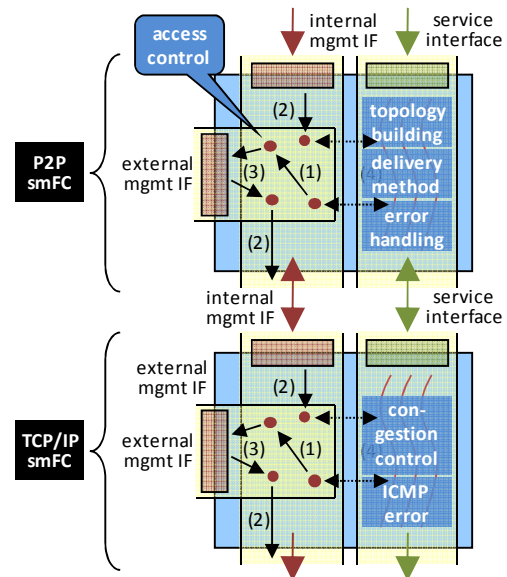 internal
mgmt IF
service
interface
access
control
(2)
topology
building
P2P
smFC
external
mgmt IF
(3)
(1)
delivery
(4)
method
error
handling
(2)
internal
mgmt IF
service
interface
external
mgmt IF
(2)
TCP/IP
smFC
external
mgmt IF
(3)
(1)
con-
gestion
(4)
control
ICMP
error
(2)